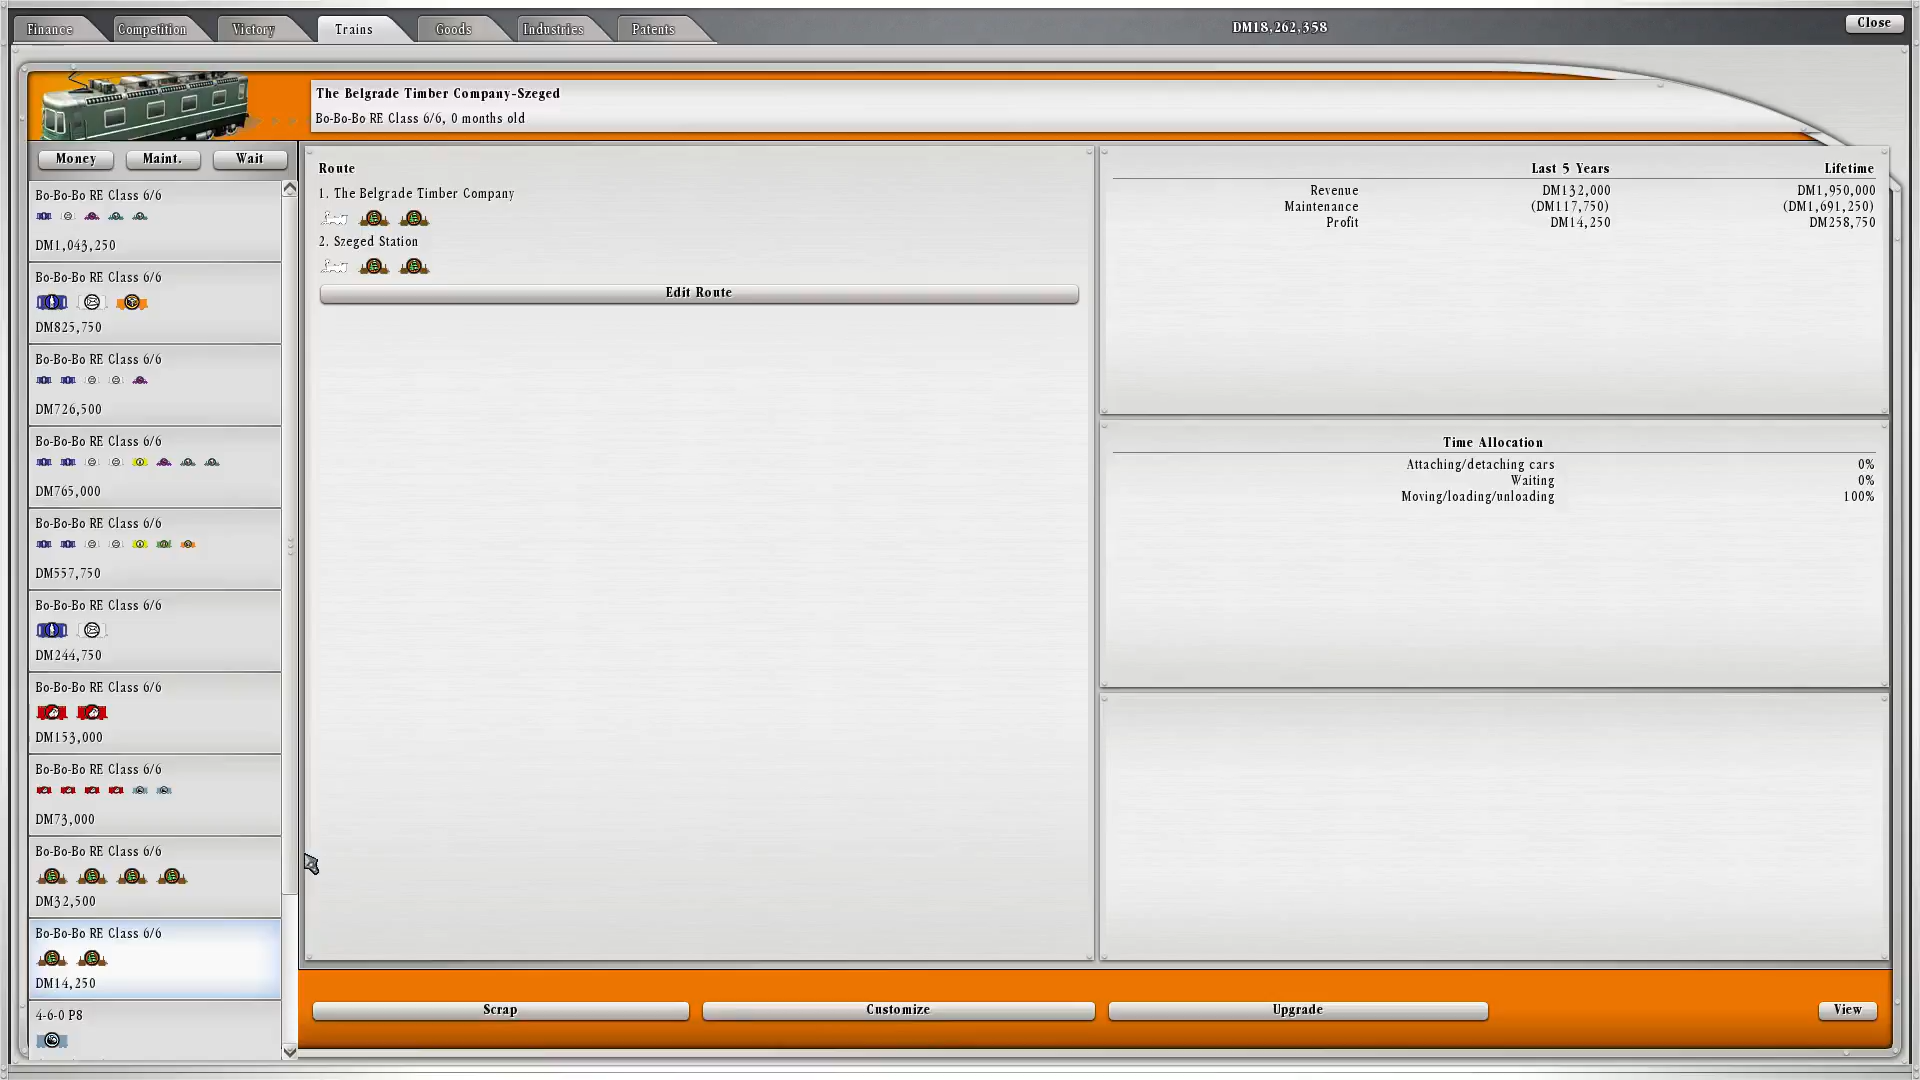 Finance
Competition
Victory
Trains
Goods
Industries
Patents
DM18,262,358
Close
The Belgrade Timber Company-Szeged
Bo-Bo-Bo RE Class 6/6, 0 months old
Money
Maint.
Wait
Bo-Bo-Bo RE Class 6/6
DM1,043,250
Bo-Bo-Bo RE Class 6/6
DM825,750
Bo-Bo-Bo RE Class 6/6
DM726,500
Bo-Bo-Bo RE Class 6/6
DM765,000
Bo-Bo-Bo RE Class 6/6
DM557,750
Bo-Bo-Bo RE Class 6/6
DM244,750
Bo-Bo-Bo RE Class 6/6
DM153,000
Bo-Bo-Bo RE Class 6/6
DM73,000
Bo-Bo-Bo RE Class 6/6
DM32,500
Bo-Bo-Bo RE Class 6/6
DM14,250
4-6-0 P8
Route
1. The Belgrade Timber Company
2. Szeged Station
Edit Route
Last 5 Years Lifetime
Revenue DM132,000 DM1,950,000
Maintenance (DM117,750) (DM1,691,250)
Profit DM14,250 DM258,750
Time Allocation
Attaching/detaching cars 0%
Waiting 0%
Moving/loading/unloading 100%
Scrap
Customize
Upgrade
View